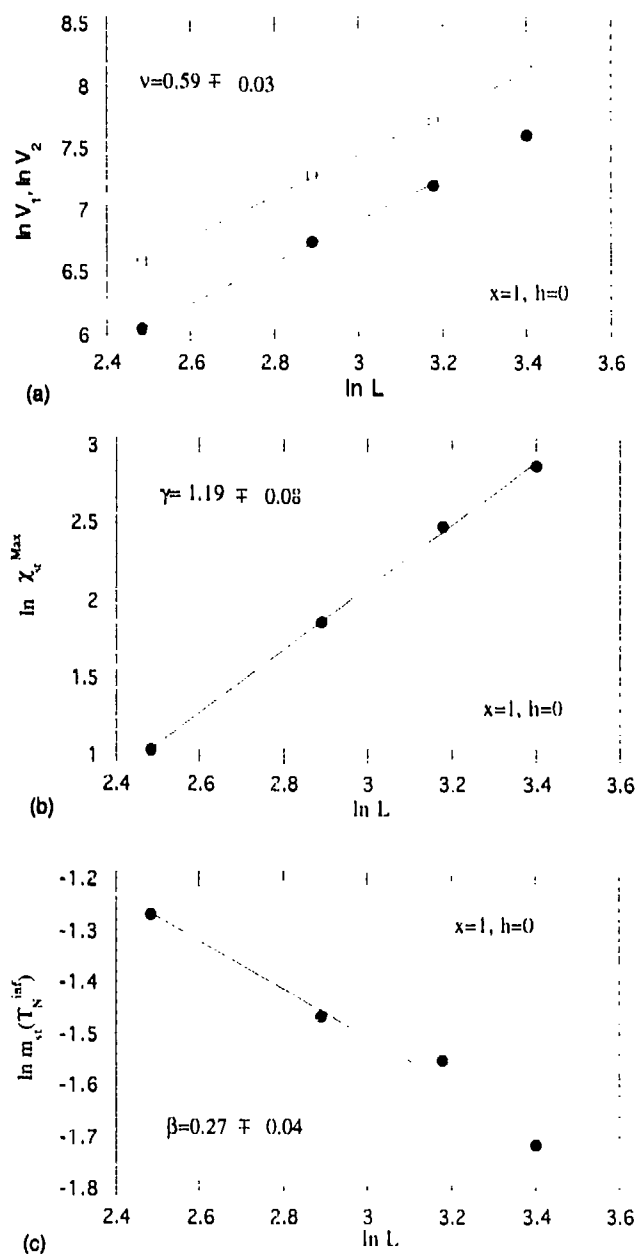 8.5
8
7.5
7
6.5
6
ln V₁, ln V₂
ν=0.59 ∓ 0.03
x=1, h=0
2.4 2.6 2.8 3 3.2 3.4 3.6
(a)
ln L
3
2.5
2
1.5
1
ln χ_st^Max
γ= 1.19 ∓ 0.08
x=1, h=0
2.4 2.6 2.8 3 3.2 3.4 3.6
(b)
ln L
-1.2
-1.3
-1.4
-1.5
-1.6
-1.7
-1.8
ln m_st(T_N^inf)
x=1, h=0
β=0.27 ∓ 0.04
2.4 2.6 2.8 3 3.2 3.4 3.6
(c)
ln L